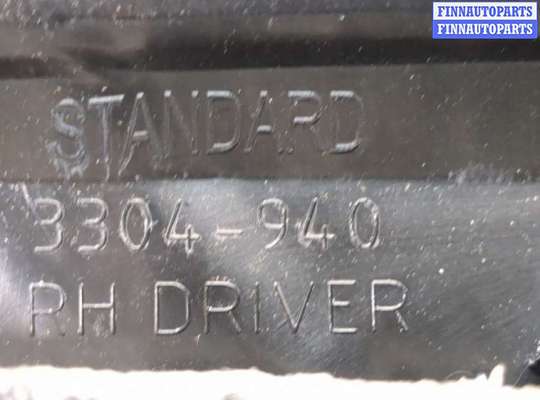 FINNAUTOPARTS
FINNAUTOPARTS
STANDARD
3304-940
RH DRIVER